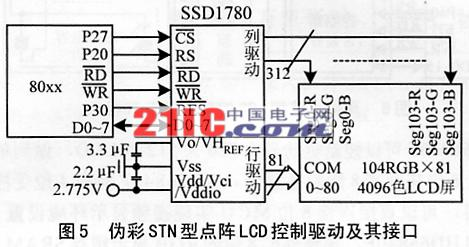 SSD1780
P27
CS
列驱动
P20
RS
80xx
RD
RD
312
WR
WR
P30
RES
D0~7
D0~7
21IC.com
中国电子网
Seg0-R
Seg0-G
Seg0-B
Seg103-R
Seg103-G
Seg103-B
3.3 μF
Vo/VHREF
行驱动
81
COM
0~80
104RGB×81
4096色LCD屏
2.2 μF
Vss
2.775V
Vdd/Vci
/Vddio
图5 伪彩STN型点阵LCD控制驱动及其接口